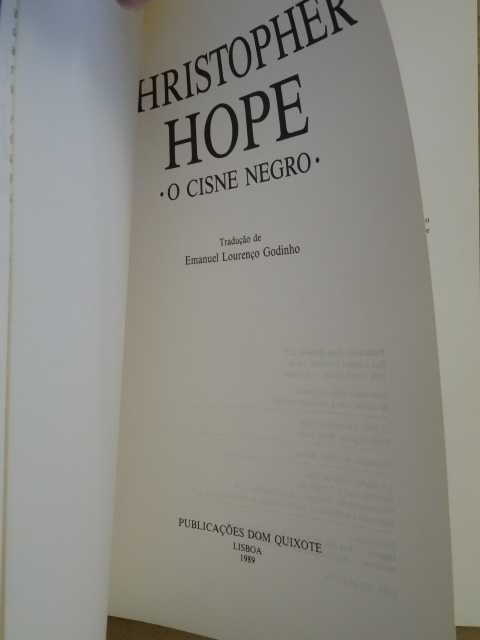 HRISTOPHER
HOPE
• O CISNE NEGRO •
Tradução de
Emanuel Lourenço Godinho
PUBLICAÇÕES DOM QUIXOTE
LISBOA
1989